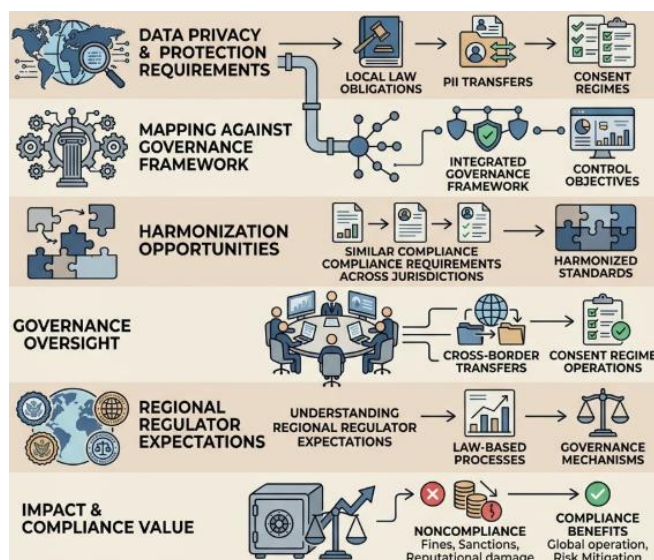 DATA PRIVACY
& PROTECTION
REQUIREMENTS
LOCAL LAW
OBLIGATIONS
PII TRANSFERS
CONSENT
REGIMES
MAPPING AGAINST
GOVERNANCE
FRAMEWORK
INTEGRATED
GOVERNANCE
FRAMEWORK
CONTROL
OBJECTIVES
HARMONIZATION
OPPORTUNITIES
SIMILAR COMPLIANCE
COMPLIANCE REQUIREMENTS
ACROSS JURISDICTIONS
HARMONIZED
STANDARDS
GOVERNANCE
OVERSIGHT
CROSS-BORDER
TRANSFERS
CONSENT REGIME
OPERATIONS
REGIONAL
REGULATOR
EXPECTATIONS
UNDERSTANDING
REGIONAL REGULATOR
EXPECTATIONS
LAW-BASED
PROCESSES
GOVERNANCE
MECHANISMS
IMPACT &
COMPLIANCE VALUE
NONCOMPLIANCE
Fines, Sanctions,
Reputational damage
COMPLIANCE
BENEFITS
Global operation,
Risk Mitigation